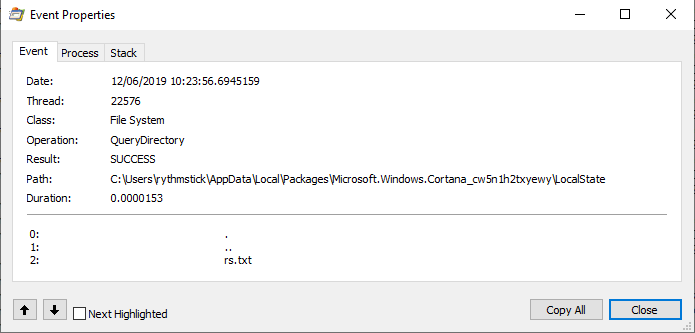 Event Properties
Event Process Stack
Date: 12/06/2019 10:23:56.6945159
Thread: 22576
Class: File System
Operation: QueryDirectory
Result: SUCCESS
Path: C:\Users\rythmstick\AppData\Local\Packages\Microsoft.Windows.Cortana_cw5n1h2txyewy\LocalState
Duration: 0.0000153
0: .
1: ..
2: rs.txt
Next Highlighted Copy All Close